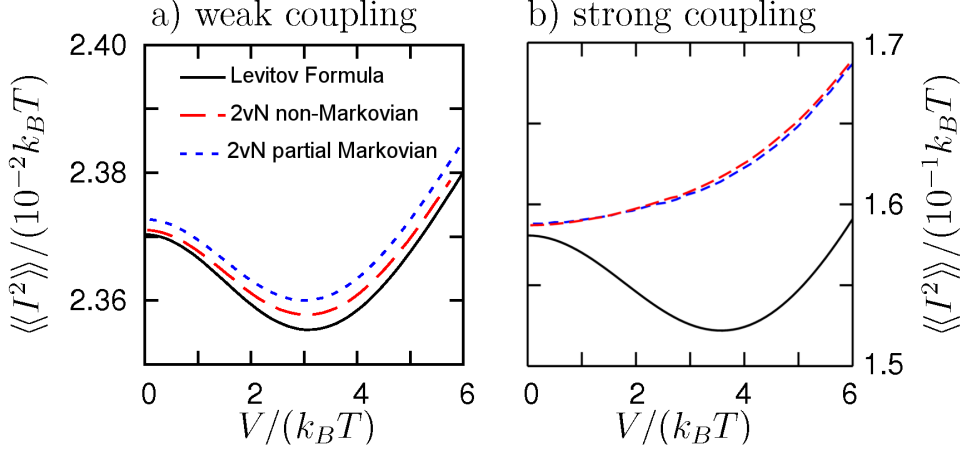 a) weak coupling
b) strong coupling
⟨⟨I²⟩⟩/(10⁻²k_BT)
2.40
2.38
2.36
Levitov Formula
2vN non-Markovian
2vN partial Markovian
0 2 4 6
V/(k_BT)
0 2 4 6
V/(k_BT)
1.7
1.6
1.5
⟨⟨I²⟩⟩/(10⁻¹k_BT)